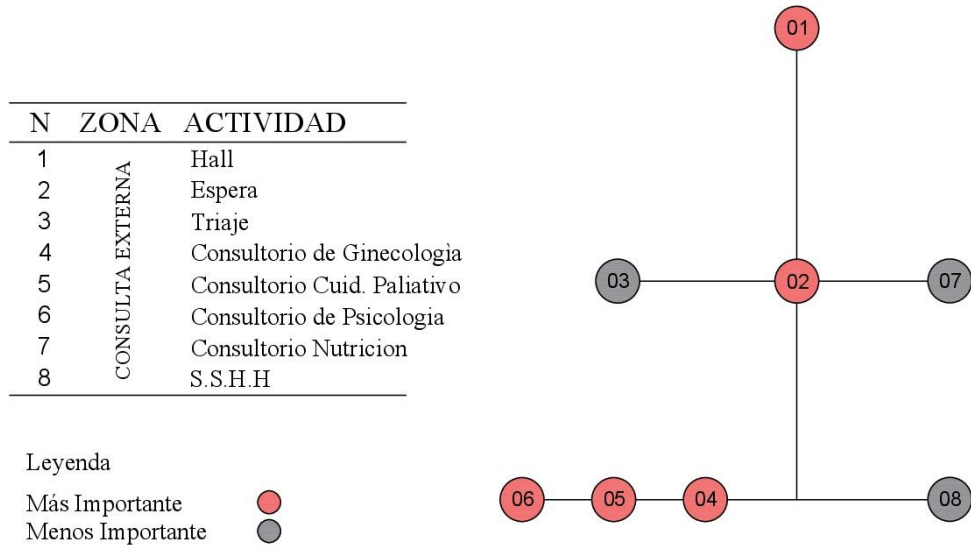 N ZONA ACTIVIDAD
1 Hall
2 Espera
3 Triaje
4 Consultorio de Ginecologìa
5 Consultorio Cuid. Paliativo
6 Consultorio de Psicologia
7 Consultorio Nutricion
8 S.S.H.H
CONSULTA EXTERNA
Leyenda
Más Importante
Menos Importante
01
03 02 07
06 05 04 08